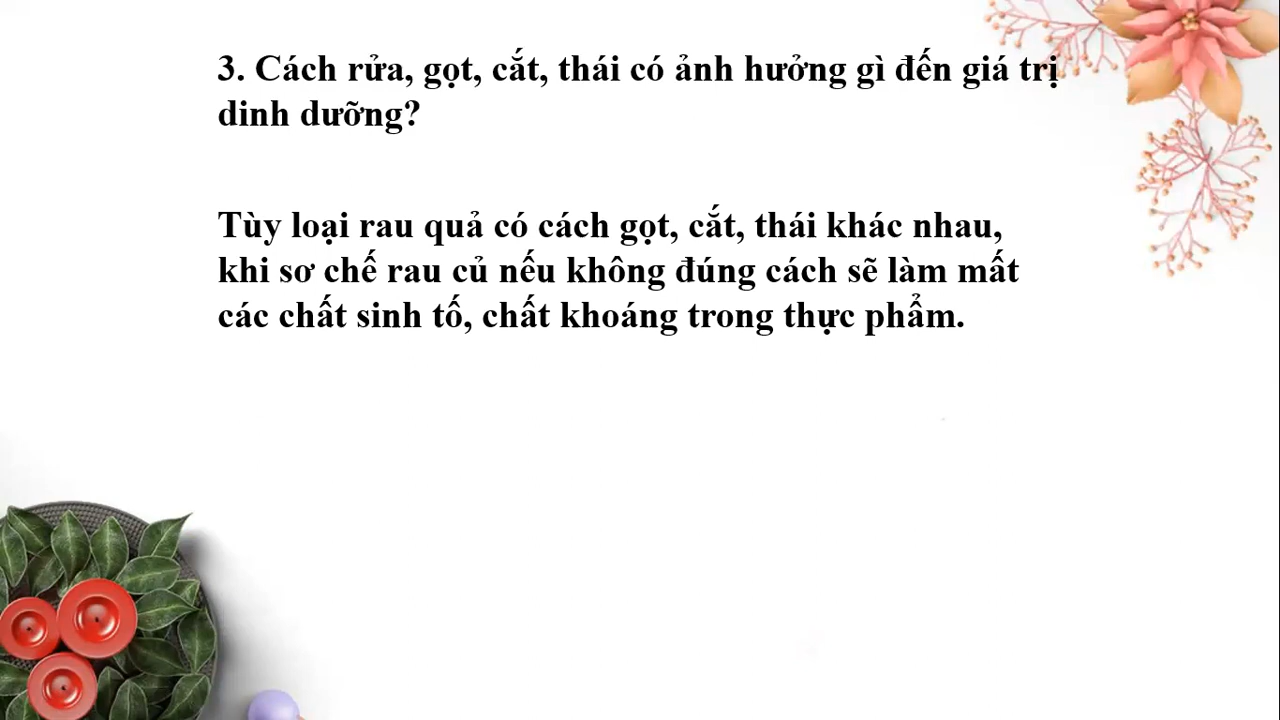 3. Cách rửa, gọt, cắt, thái có ảnh hưởng gì đến giá trị
dinh dưỡng?
Tùy loại rau quả có cách gọt, cắt, thái khác nhau,
khi sơ chế rau củ nếu không đúng cách sẽ làm mất
các chất sinh tố, chất khoáng trong thực phẩm.